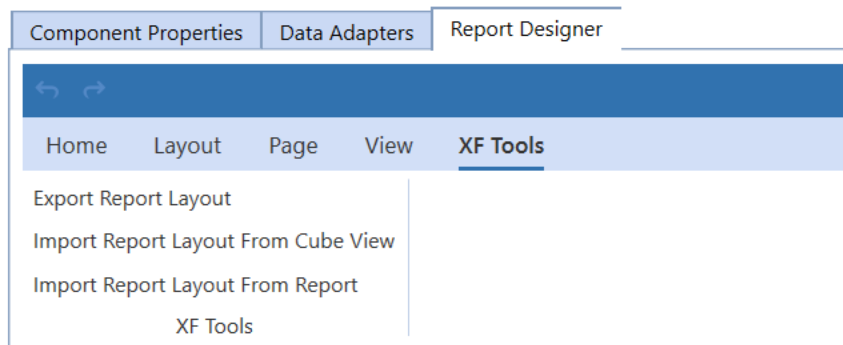 Component Properties Data Adapters Report Designer
Home Layout Page View XF Tools
Export Report Layout
Import Report Layout From Cube View
Import Report Layout From Report
XF Tools